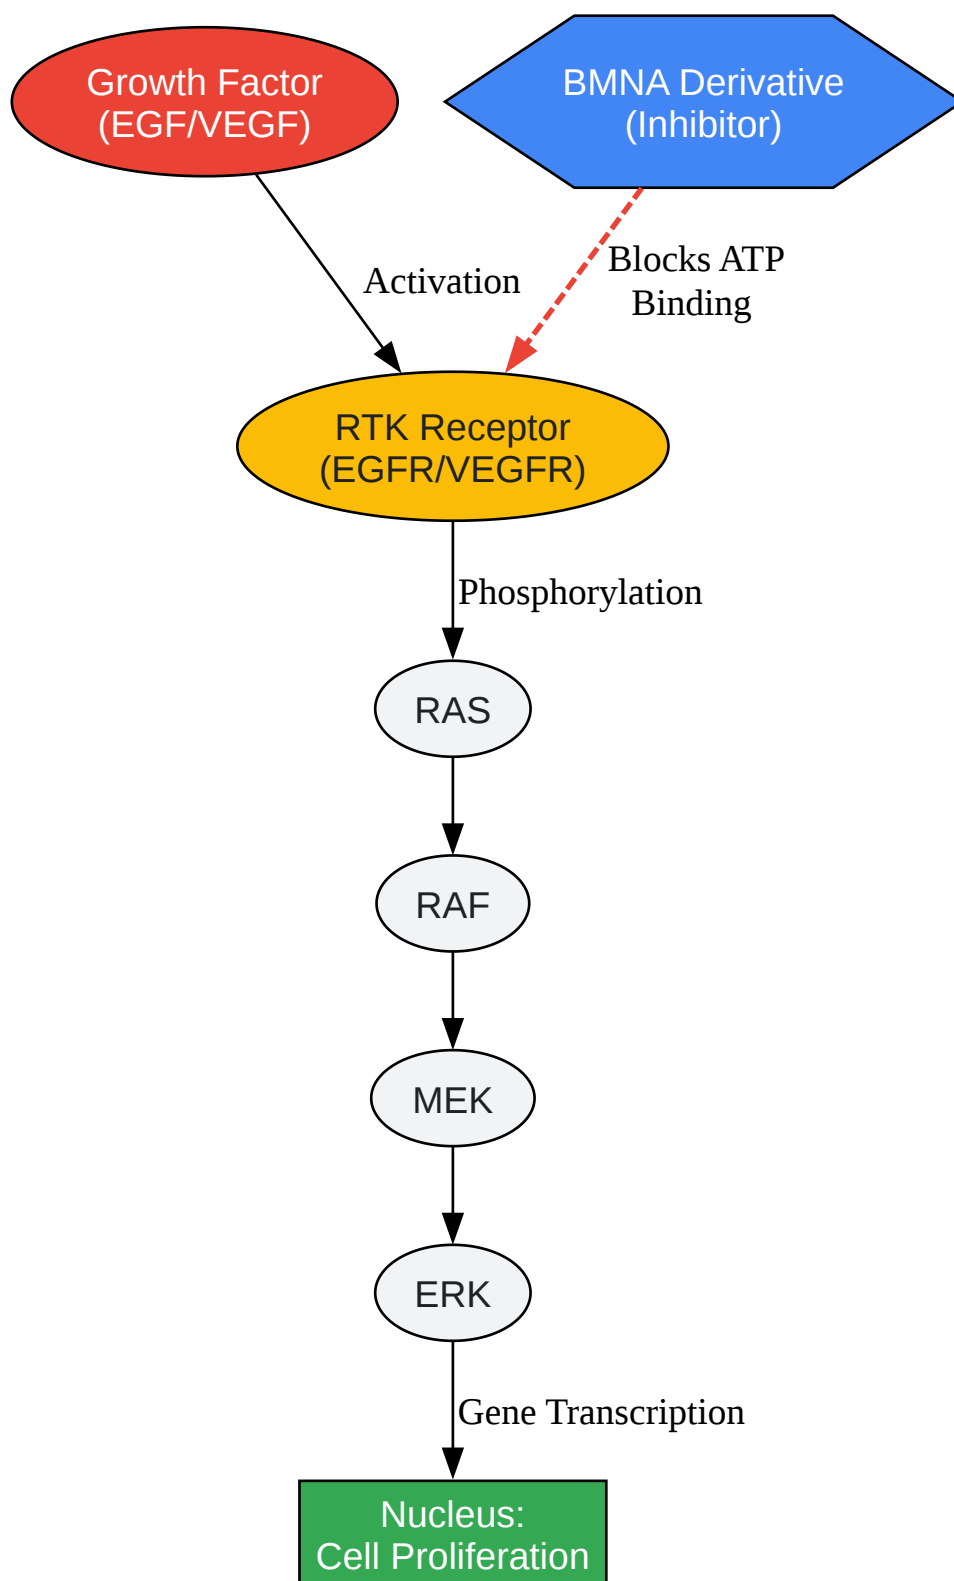 Growth Factor
(EGF/VEGF)
BMNA Derivative
(Inhibitor)
Activation
Blocks ATP
Binding
RTK Receptor
(EGFR/VEGFR)
Phosphorylation
RAS
RAF
MEK
ERK
Gene Transcription
Nucleus:
Cell Proliferation